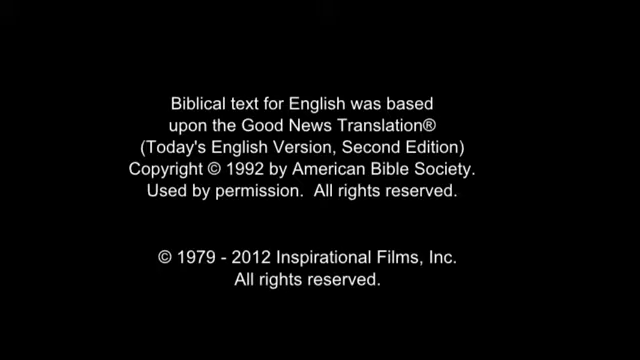 Biblical text for English was based
upon the Good News Translation®
(Today's English Version, Second Edition)
Copyright © 1992 by American Bible Society.
Used by permission.  All rights reserved.
© 1979 - 2012 Inspirational Films, Inc.
All rights reserved.